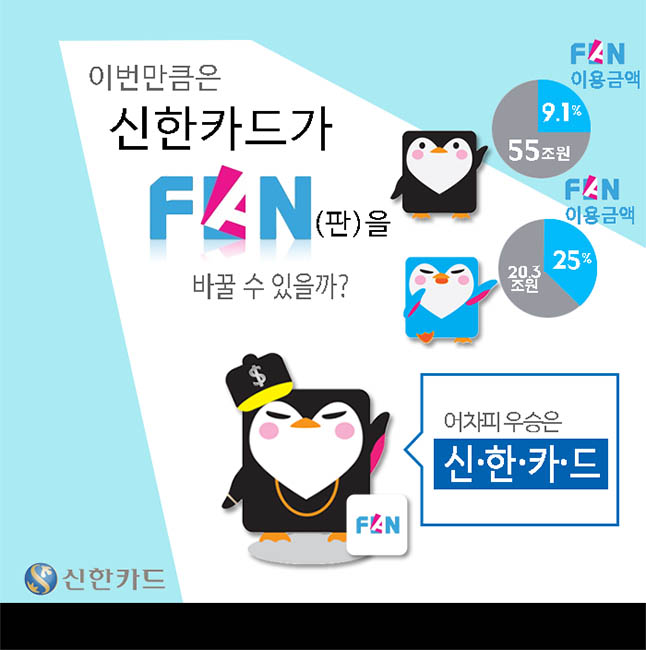 이번만큼은
신한카드가
FAN(판)을
바꿀 수 있을까?
FAN
이용금액
9.1%
55조원
FAN
이용금액
25%
20.3
조원
$
어차피 우승은
신·한·카·드
FAN
신한카드